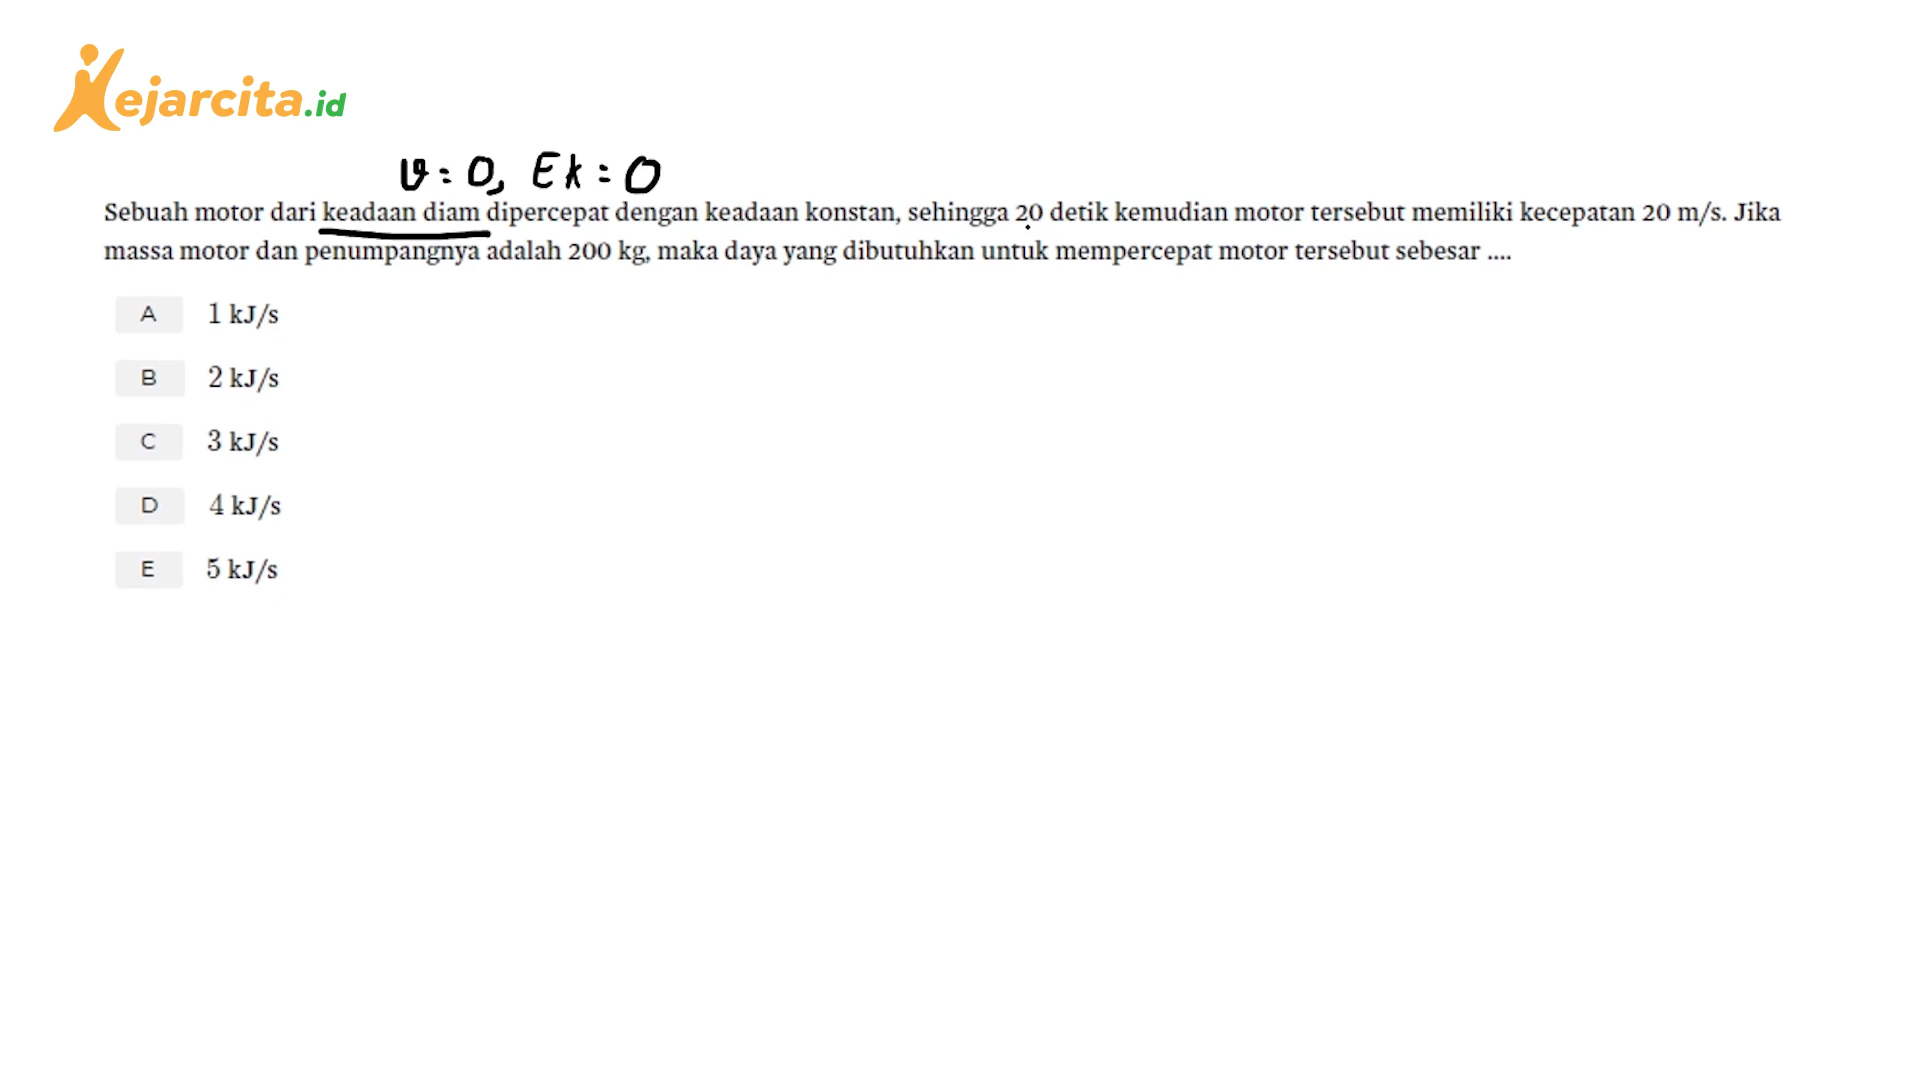 Kejarcita.id
v = 0, Ek = 0
Sebuah motor dari keadaan diam dipercepat dengan keadaan konstan, sehingga 20 detik kemudian motor tersebut memiliki kecepatan 20 m/s. Jika
massa motor dan penumpangnya adalah 200 kg, maka daya yang dibutuhkan untuk mempercepat motor tersebut sebesar ....
A 1 kJ/s
B 2 kJ/s
C 3 kJ/s
D 4 kJ/s
E 5 kJ/s